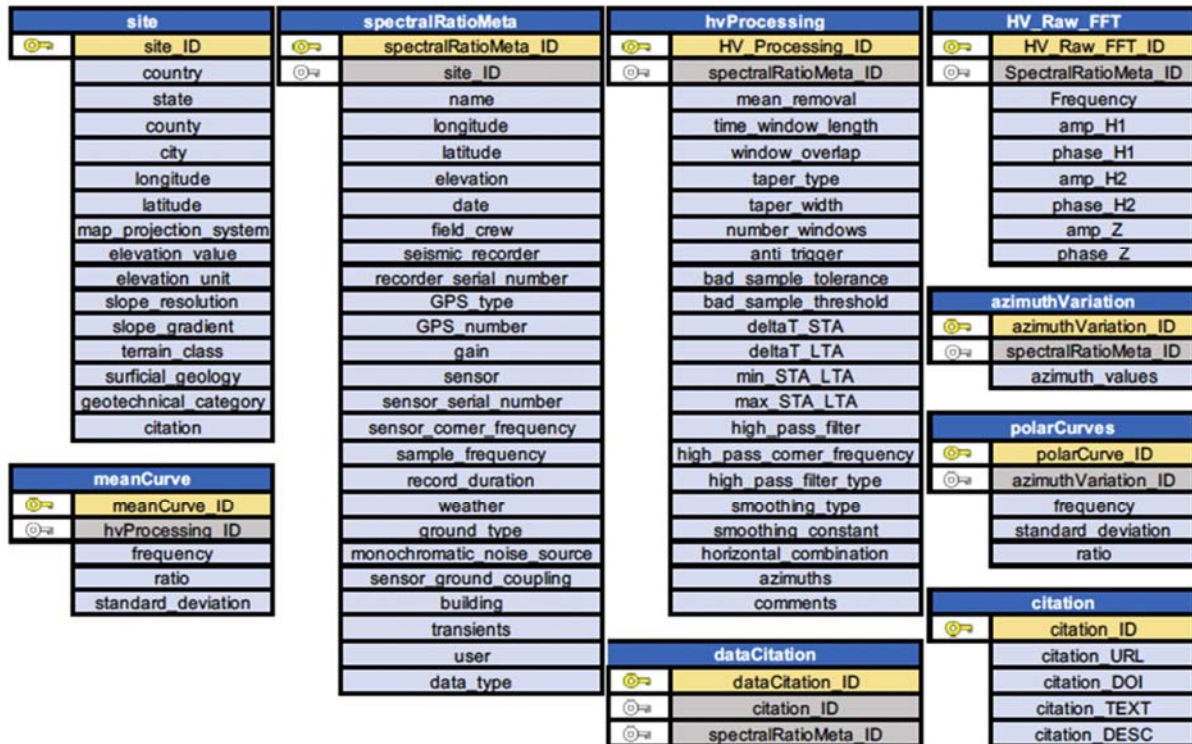 site
site_ID
country
state
county
city
longitude
latitude
map_projection_system
elevation_value
elevation_unit
slope_resolution
slope_gradient
terrain_class
surficial_geology
geotechnical_category
citation
meanCurve
meanCurve_ID
hvProcessing_ID
frequency
ratio
standard_deviation
spectralRatioMeta
spectralRatioMeta_ID
site_ID
name
longitude
latitude
elevation
date
field_crew
seismic_recorder
recorder_serial_number
GPS_type
GPS_number
gain
sensor
sensor_serial_number
sensor_corner_frequency
sample_frequency
record_duration
weather
ground_type
monochromatic_noise_source
sensor_ground_coupling
building
transients
user
data_type
hvProcessing
HV_Processing_ID
spectralRatioMeta_ID
mean_removal
time_window_length
window_overlap
taper_type
taper_width
number_windows
anti_trigger
bad_sample_tolerance
bad_sample_threshold
deltaT_STA
deltaT_LTA
min_STA_LTA
max_STA_LTA
high_pass_filter
high_pass_corner_frequency
high_pass_filter_type
smoothing_type
smoothing_constant
horizontal_combination
azimuths
comments
dataCitation
dataCitation_ID
citation_ID
spectralRatioMeta_ID
HV_Raw_FFT
HV_Raw_FFT_ID
SpectralRatioMeta_ID
Frequency
amp_H1
phase_H1
amp_H2
phase_H2
amp_Z
phase_Z
azimuthVariation
azimuthVariation_ID
spectralRatioMeta_ID
azimuth_values
polarCurves
polarCurve_ID
azimuthVariation_ID
frequency
standard_deviation
ratio
citation
citation_ID
citation_URL
citation_DOI
citation_TEXT
citation_DESC